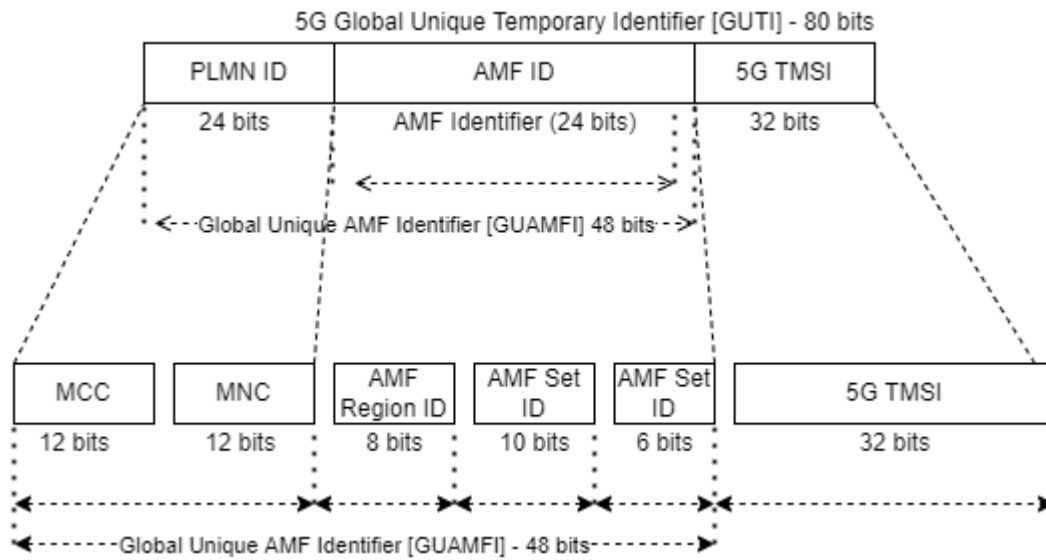 5G Global Unique Temporary Identifier [GUTI] - 80 bits
PLMN ID
AMF ID
5G TMSI
24 bits
AMF Identifier (24 bits)
32 bits
Global Unique AMF Identifier [GUAMFI] 48 bits
MCC
MNC
AMF
Region ID
AMF Set
ID
AMF Set
ID
5G TMSI
12 bits
12 bits
8 bits
10 bits
6 bits
32 bits
Global Unique AMF Identifier [GUAMFI] - 48 bits